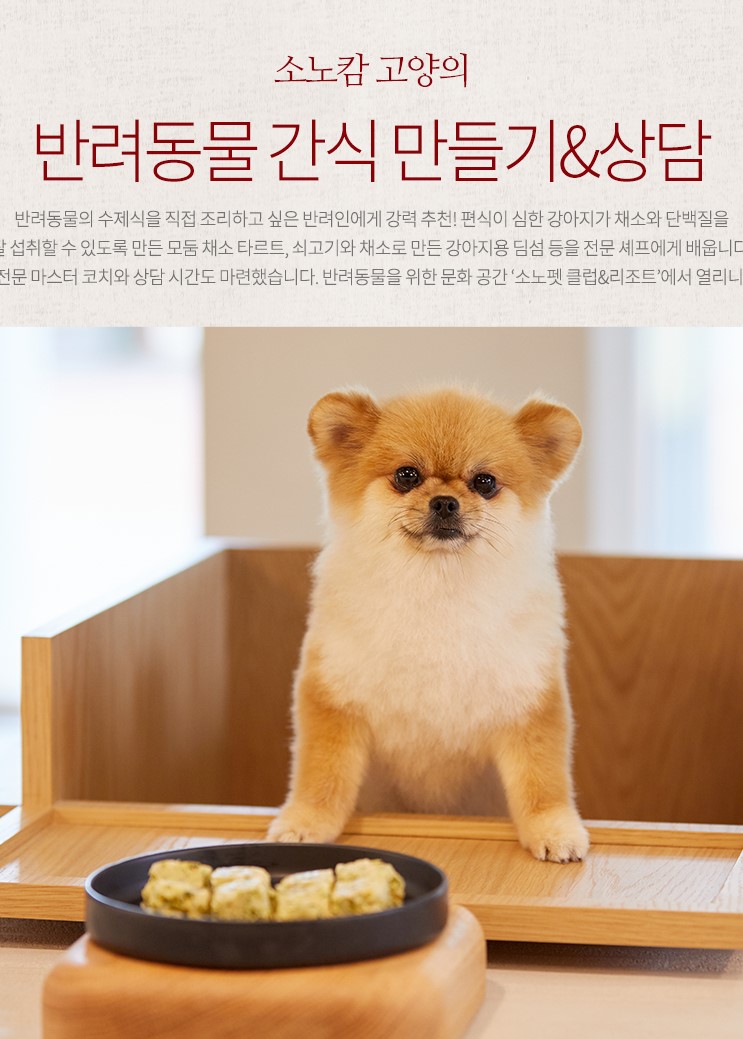 소노캄 고양의
반려동물 간식 만들기&상담
반려동물의 수제식을 직접 조리하고 싶은 반려인에게 강력 추천! 편식이 심한 강아지가 채소와 단백질을
섭취할 수 있도록 만든 모둠 채소 타르트, 쇠고기와 채소로 만든 강아지용 딤섬 등을 전문 셰프에게 배웁니다
전문 마스터 코치와 상담 시간도 마련했습니다. 반려동물을 위한 문화 공간 ‘소노펫 클럽&리조트’에서 열리니